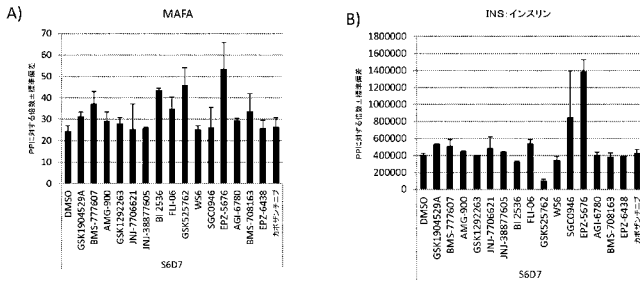 A)
MAFA
PPIに対する倍数±標準偏差
70
60
50
40
30
20
10
0
DMSO
GSK1904529A
BMS-777607
AMG-900
GSK1292263
JNJ-7706621
JNJ-38877605
BI 2536
FLI-06
GSK525762
WS6
SGC0946
EPZ-5676
AGI-6780
BMS-708163
EPZ-6438
カボザンチニブ
S6D7
B)
INS:インスリン
PPIに対する倍数±標準偏差
1800000
1600000
1400000
1200000
1000000
800000
600000
400000
200000
0
DMSO
GSK1904529A
BMS-777607
AMG-900
GSK1292263
JNJ-7706621
JNJ-38877605
BI 2536
FLI-06
GSK525762
WS6
SGC0946
EPZ-5676
AGI-6780
BMS-708163
EPZ-6438
カボザンチニブ
S6D7